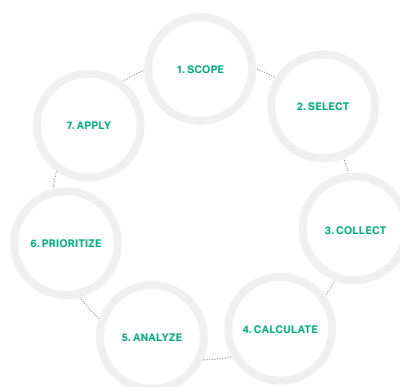 1. SCOPE
2. SELECT
3. COLLECT
4. CALCULATE
5. ANALYZE
6. PRIORITIZE
7. APPLY